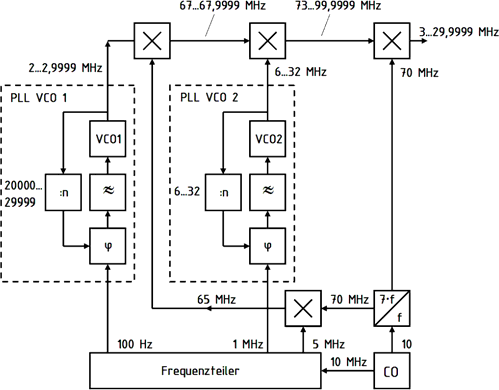 67...67,9999 MHz
73...99,9999 MHz
3...29,9999 MHz
2...2,9999 MHz
6...32 MHz
70 MHz
PLL VCO 1
PLL VCO 2
VCO1
VCO2
20000...
29999
:n
≈
6...32
:n
≈
φ
φ
65 MHz
70 MHz
7·f
f
100 Hz
1 MHz
5 MHz
10
10 MHz
Frequenzteiler
CO